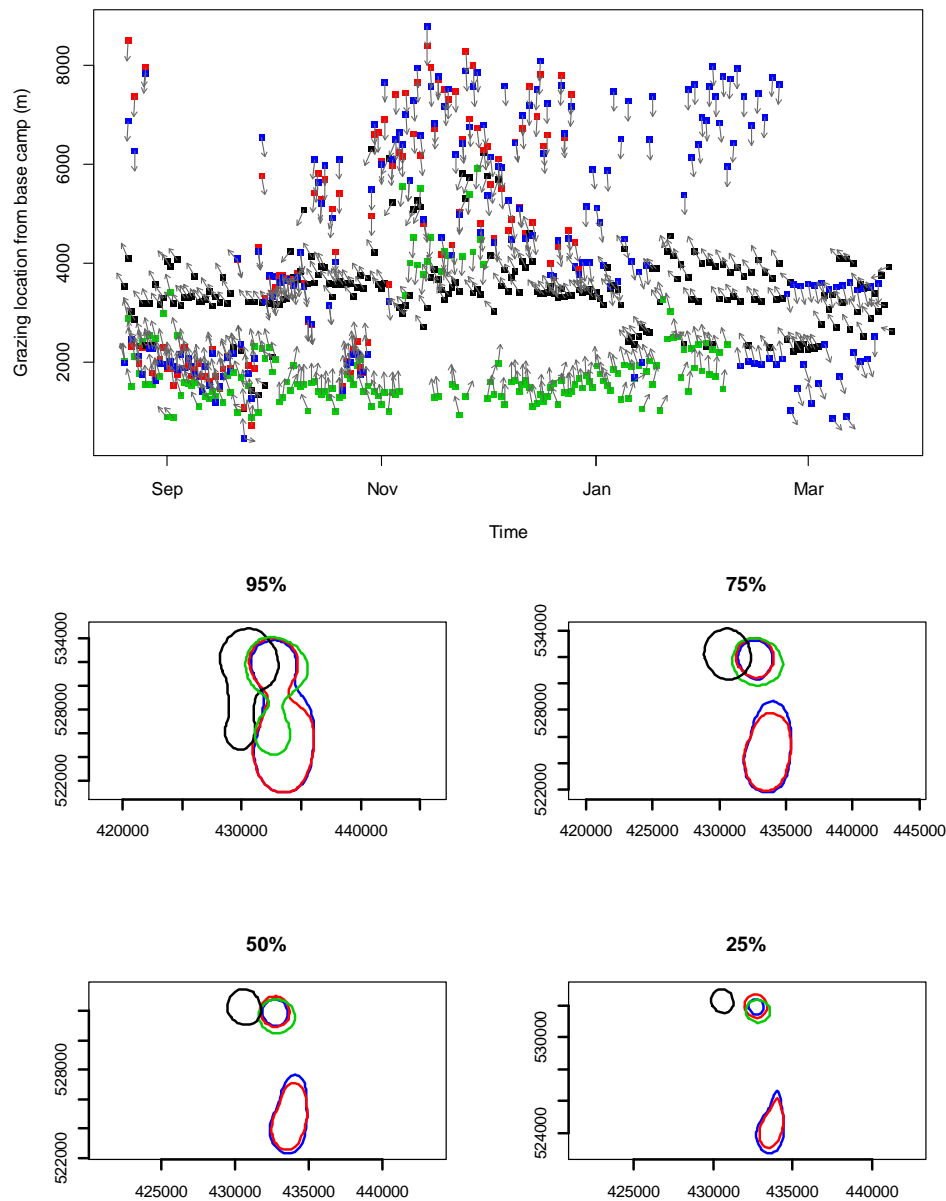 Grazing location from base camp (m)
8000
6000
4000
2000
Sep Nov Jan Mar
Time
95%
534000
528000
522000
420000 430000 440000
75%
534000
528000
522000
420000 425000 430000 435000 440000 445000
50%
528000
522000
425000 430000 435000 440000
25%
530000
524000
425000 430000 435000 440000